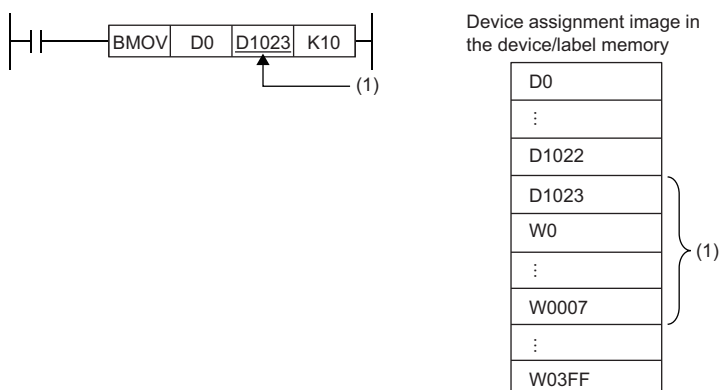 BMOV D0 D1023 K10
(1)
Device assignment image in
the device/label memory
D0
⋮
D1022
D1023
W0
⋮
W0007
⋮
W03FF
(1)